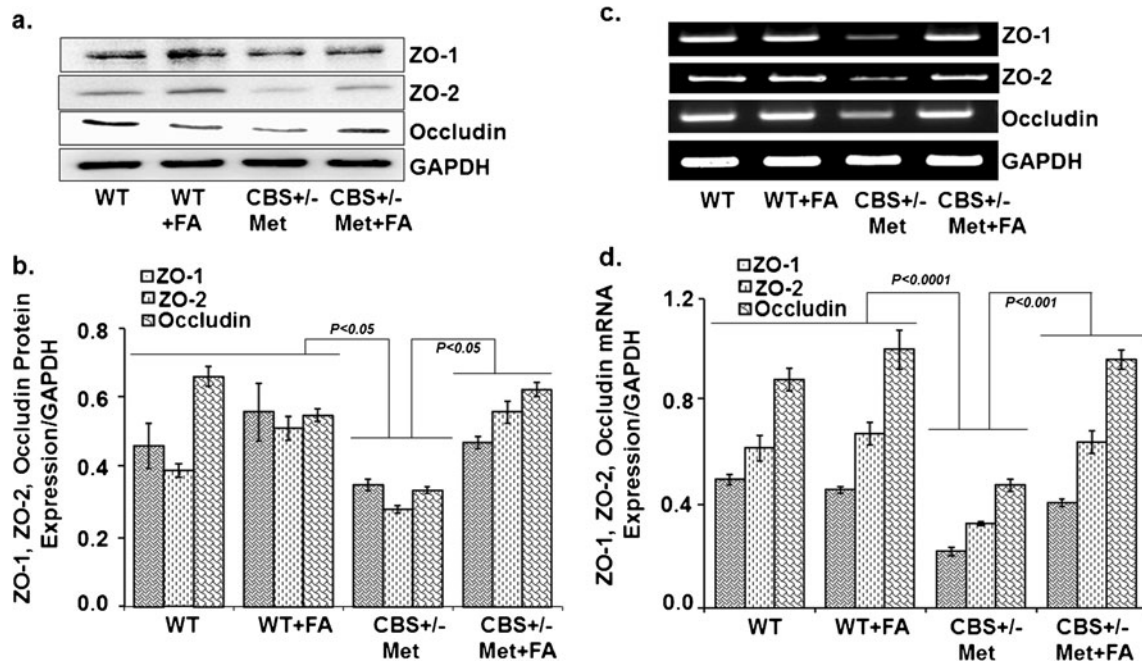 a.
ZO-1
ZO-2
Occludin
GAPDH
WT WT CBS+/- CBS+/-
+FA Met Met+FA
c.
ZO-1
ZO-2
Occludin
GAPDH
WT WT+FA CBS+/- CBS+/-
Met Met+FA
b.
ZO-1
ZO-2
Occludin
P<0.05
P<0.05
ZO-1, ZO-2, Occludin Protein
Expression/GAPDH
0.8
0.6
0.4
0.2
0.0
WT WT+FA CBS+/- CBS+/-
Met Met+FA
d.
ZO-1
ZO-2
Occludin
P<0.0001
P<0.001
ZO-1, ZO-2, Occludin mRNA
Expression/GAPDH
1.2
0.8
0.4
0.0
WT WT+FA CBS+/- CBS+/-
Met Met+FA